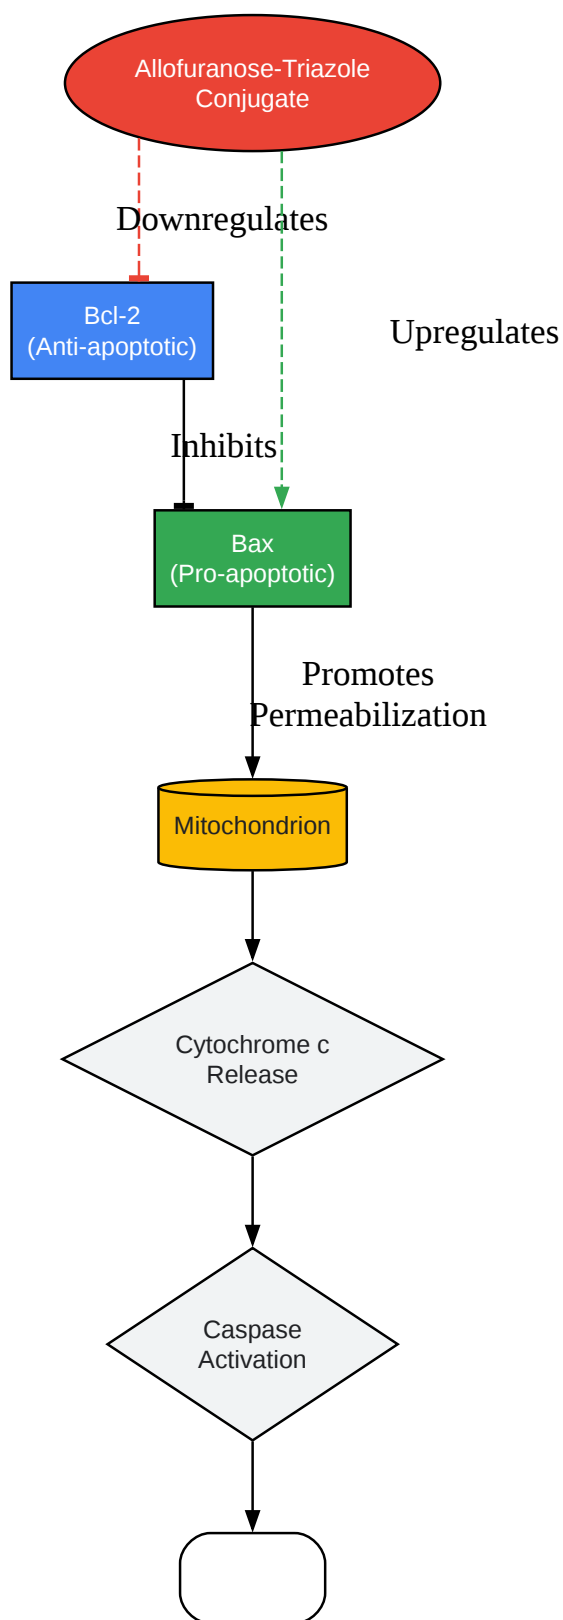 Allofuranose-Triazole
Conjugate
Downregulates
Bcl-2
(Anti-apoptotic)
Upregulates
Inhibits
Bax
(Pro-apoptotic)
Promotes
Permeabilization
Mitochondrion
Cytochrome c
Release
Caspase
Activation